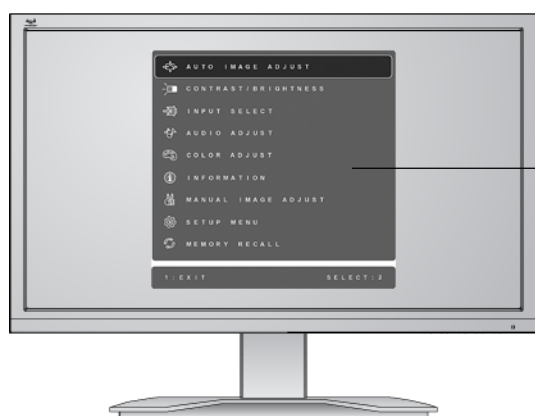 AUTO IMAGE ADJUST
CONTRAST/BRIGHTNESS
INPUT SELECT
AUDIO ADJUST
COLOR ADJUST
INFORMATION
MANUAL IMAGE ADJUST
SETUP MENU
MEMORY RECALL
1:EXIT SELECT:2